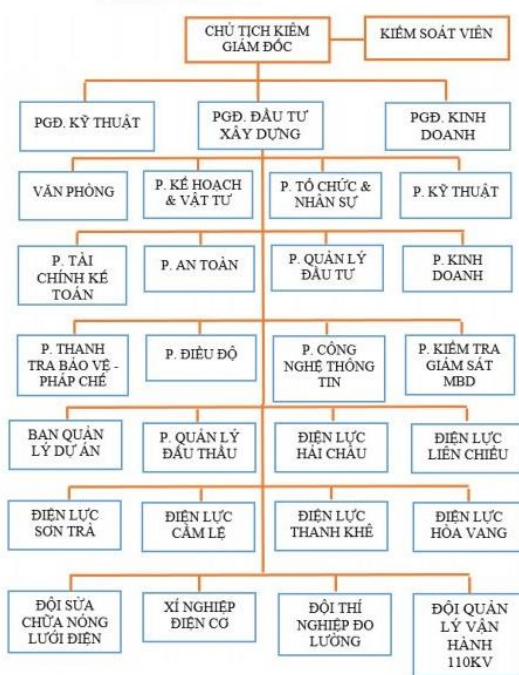 CHỦ TỊCH KIÊM
GIÁM ĐỐC
KIỂM SOÁT VIÊN
PGĐ. KỸ THUẬT
PGĐ. ĐẦU TƯ
XÂY DỰNG
PGĐ. KINH
DOANH
VĂN PHÒNG
P. KẾ HOẠCH
& VẬT TƯ
P. TỔ CHỨC &
NHÂN SỰ
P. KỸ THUẬT
P. TÀI
CHÍNH KẾ
TOÁN
P. AN TOÀN
P. QUẢN LÝ
ĐẦU TƯ
P. KINH
DOANH
P. THANH
TRA BẢO VỆ -
PHÁP CHẾ
P. ĐIỀU ĐỘ
P. CÔNG
NGHỆ THÔNG
TIN
P. KIỂM TRA
GIÁM SÁT
MBD
BAN QUẢN
LÝ DỰ ÁN
P. QUẢN LÝ
ĐẤU THẦU
ĐIỆN LỰC
HẢI CHÂU
ĐIỆN LỰC
LIÊN CHIỂU
ĐIỆN LỰC
SƠN TRÀ
ĐIỆN LỰC
CẨM LỆ
ĐIỆN LỰC
THANH KHÊ
ĐIỆN LỰC
HÒA VANG
ĐỘI SỬA
CHỮA NÓNG
LƯỚI ĐIỆN
XÍ NGHIỆP
ĐIỆN CƠ
ĐỘI THÍ
NGHIỆP ĐO
LƯỜNG
ĐỘI QUẢN
LÝ VẬN
HÀNH
110KV